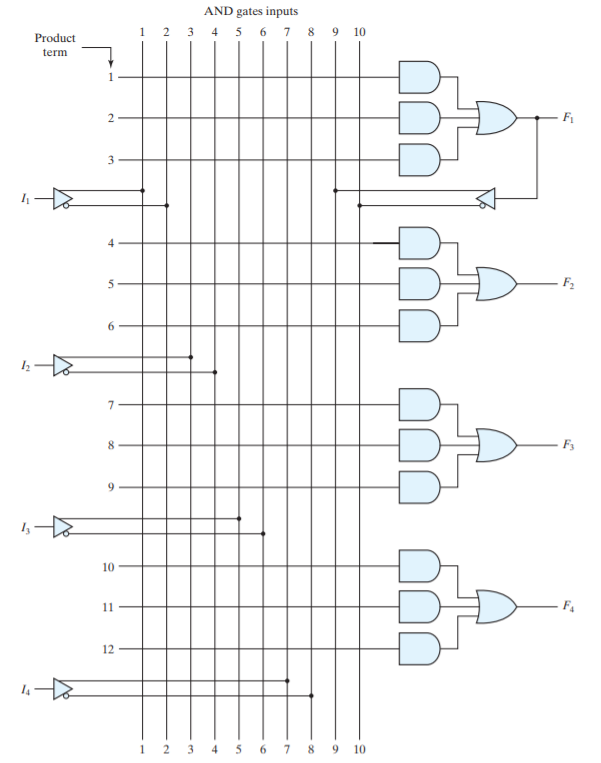 AND gates inputs
1 2 3 4 5 6 7 8 9 10
Product
term
1
2
F₁
3
I₁
4
5
F₂
6
I₂
7
8
F₃
9
I₃
10
11
F₄
12
I₄
1 2 3 4 5 6 7 8 9 10